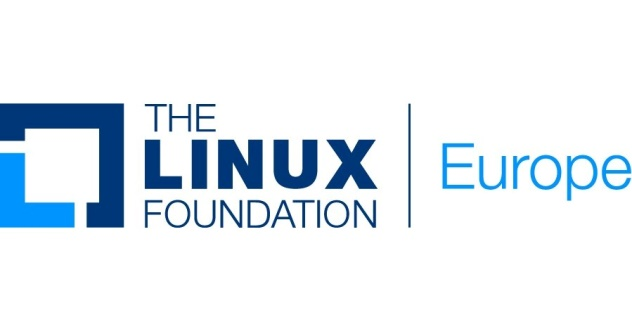 THE
LINUX
FOUNDATION
Europe